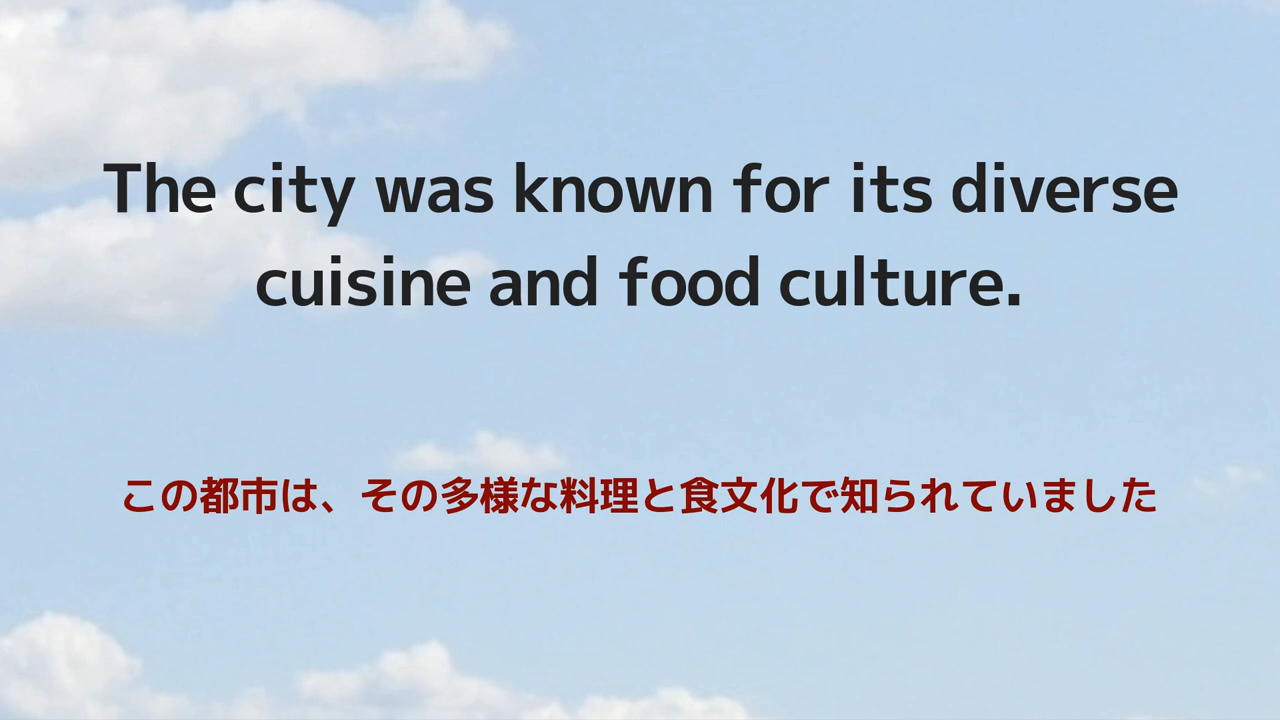 The city was known for its diverse
cuisine and food culture.
この都市は、その多様な料理と食文化で知られていました